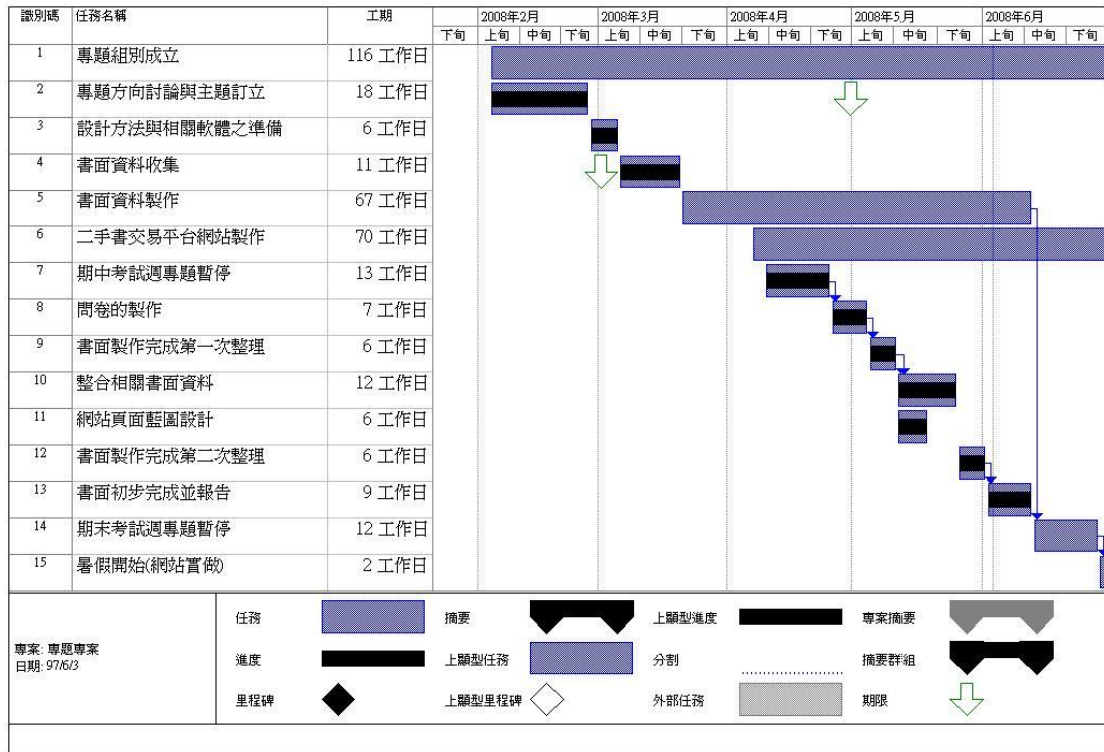 識別碼 任務名稱 工期 2008年2月 2008年3月 2008年4月 2008年5月 2008年6月
下旬 上旬 中旬 下旬 上旬 中旬 下旬 上旬 中旬 下旬 上旬 中旬 下旬 上旬 中旬 下旬
1 專題組別成立 116 工作日
2 專題方向討論與主題訂立 18 工作日
3 設計方法與相關軟體之準備 6 工作日
4 書面資料收集 11 工作日
5 書面資料製作 67 工作日
6 二手書交易平台網站製作 70 工作日
7 期中考試週專題暫停 13 工作日
8 問卷的製作 7 工作日
9 書面製作完成第一次整理 6 工作日
10 整合相關書面資料 12 工作日
11 網站頁面藍圖設計 6 工作日
12 書面製作完成第二次整理 6 工作日
13 書面初步完成並報告 9 工作日
14 期末考試週專題暫停 12 工作日
15 暑假開始(網站實做) 2 工作日
專案: 專題專案
日期: 97/6/3
任務 摘要 上顯型進度 專案摘要
進度 上顯型任務 分割 摘要群組
里程碑 上顯型里程碑 外部任務 期限